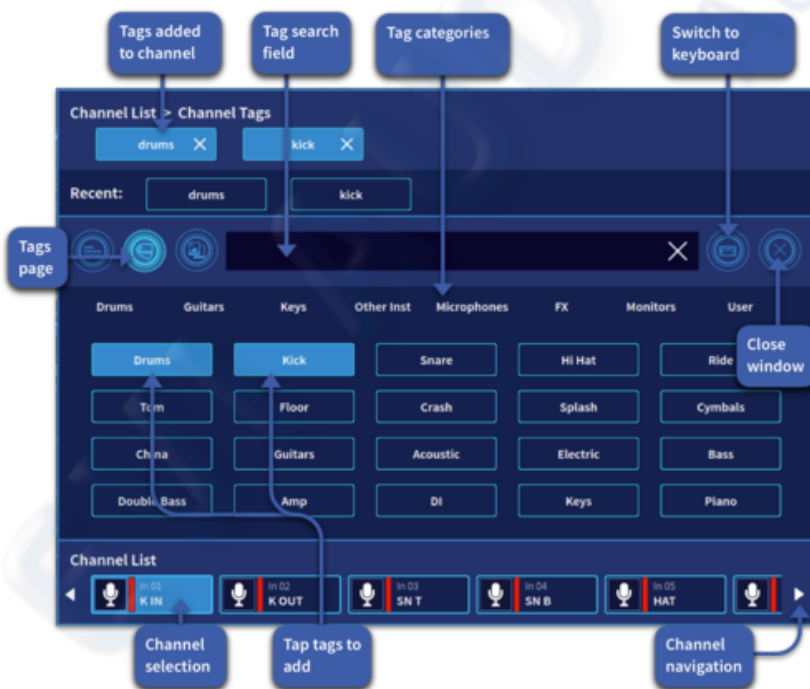 Tags added
to channel
Tag search
field
Tag categories
Switch to
keyboard
Channel List > Channel Tags
drums
kick
Recent:
drums
kick
Tags
page
Drums Guitars Keys Other Inst Microphones FX Monitors User
Close
window
Drums Kick Snare Hi Hat Ride
Tom Floor Crash Splash Cymbals
China Guitars Acoustic Electric Bass
Double Bass Amp DI Keys Piano
Channel List
In 01 In 02 In 03 In 04 In 05
K IN K OUT SN T SN B HAT
Channel
selection
Tap tags to
add
Channel
navigation